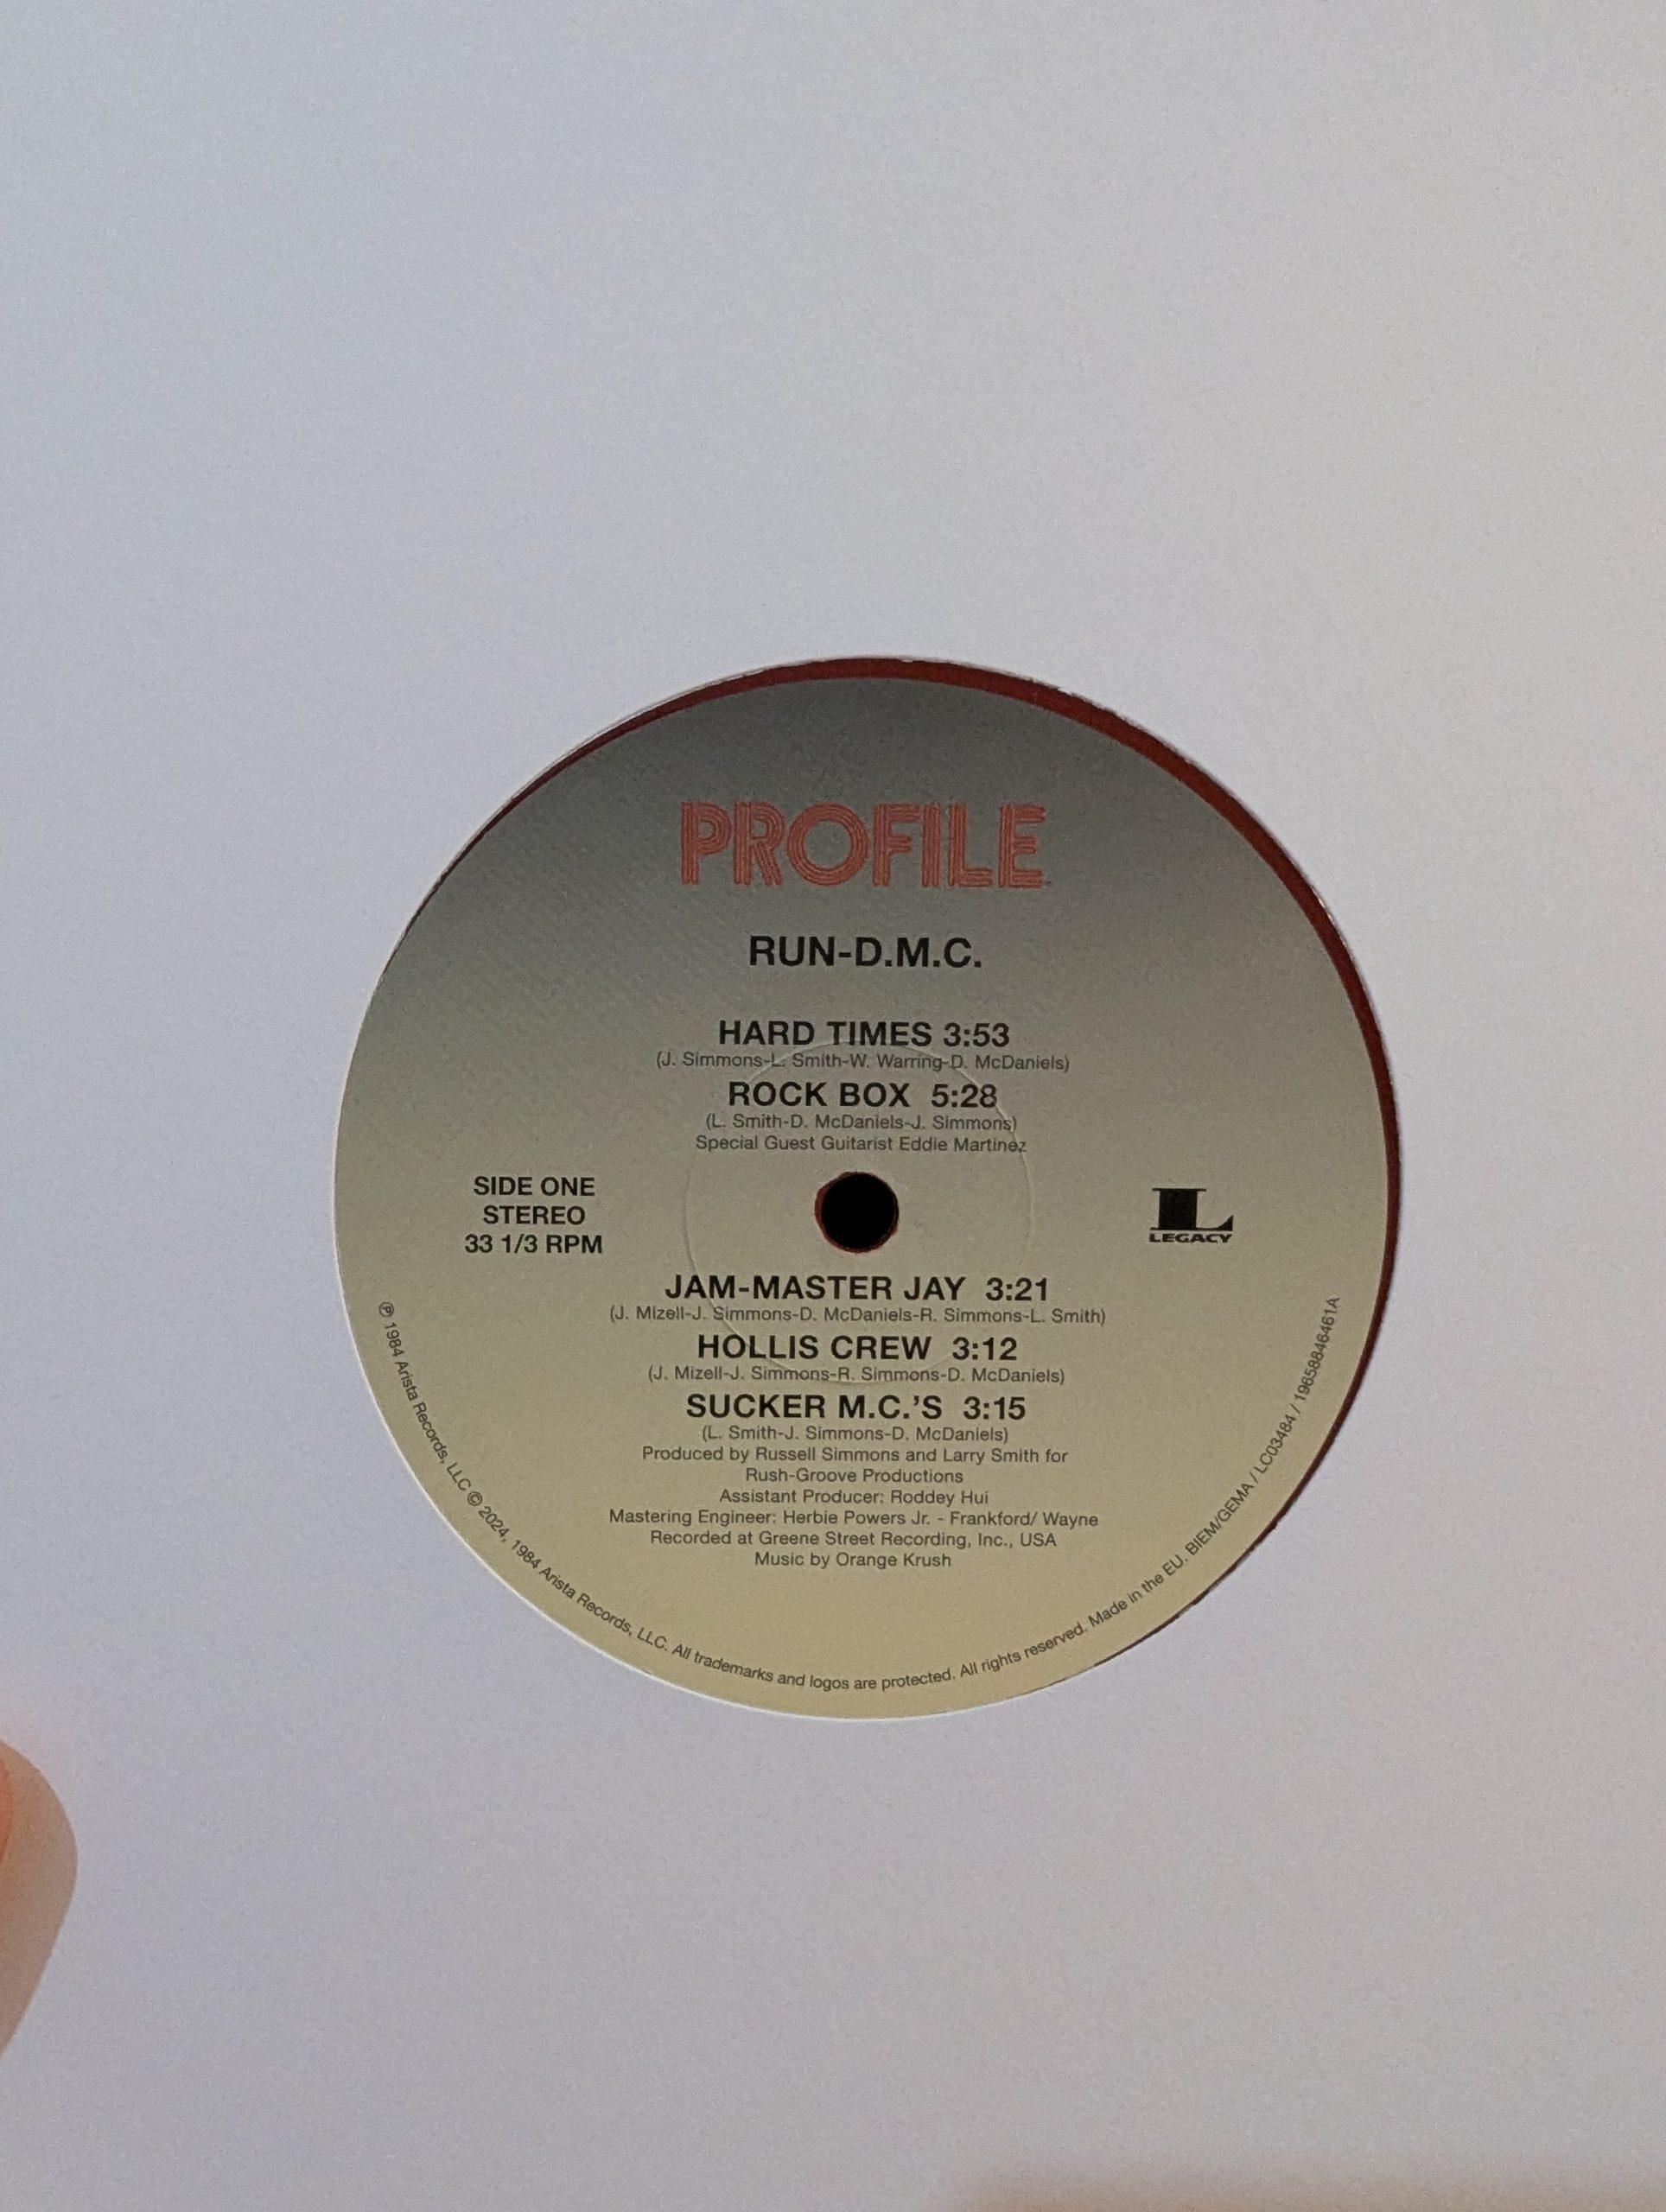 PROFILE
RUN-D.M.C.
HARD TIMES 3:53
(J. Simmons-L. Smith-W. Warring-D. McDaniels)
ROCK BOX 5:28
(L. Smith-D. McDaniels-J. Simmons)
Special Guest Guitarist Eddie Martinez
SIDE ONE
STEREO
33 1/3 RPM
L
LEGACY
JAM-MASTER JAY 3:21
(J. Mizell-J. Simmons-D. McDaniels-R. Simmons-L. Smith)
HOLLIS CREW 3:12
(J. Mizell-J. Simmons-R. Simmons-D. McDaniels)
SUCKER M.C.'S 3:15
(L. Smith-J. Simmons-D. McDaniels)
Produced by Russell Simmons and Larry Smith for
Rush-Groove Productions
Assistant Producer: Roddey Hui
Mastering Engineer: Herbie Powers Jr. - Frankford/ Wayne
Recorded at Greene Street Recording, Inc., USA
Music by Orange Krush
℗ 1984 Arista Records, LLC © 2024, 1984 Arista Records, LLC. All trademarks and logos are protected. All rights reserved. Made in the EU. BIEM/GEMA / LC03484 / 19658846461A